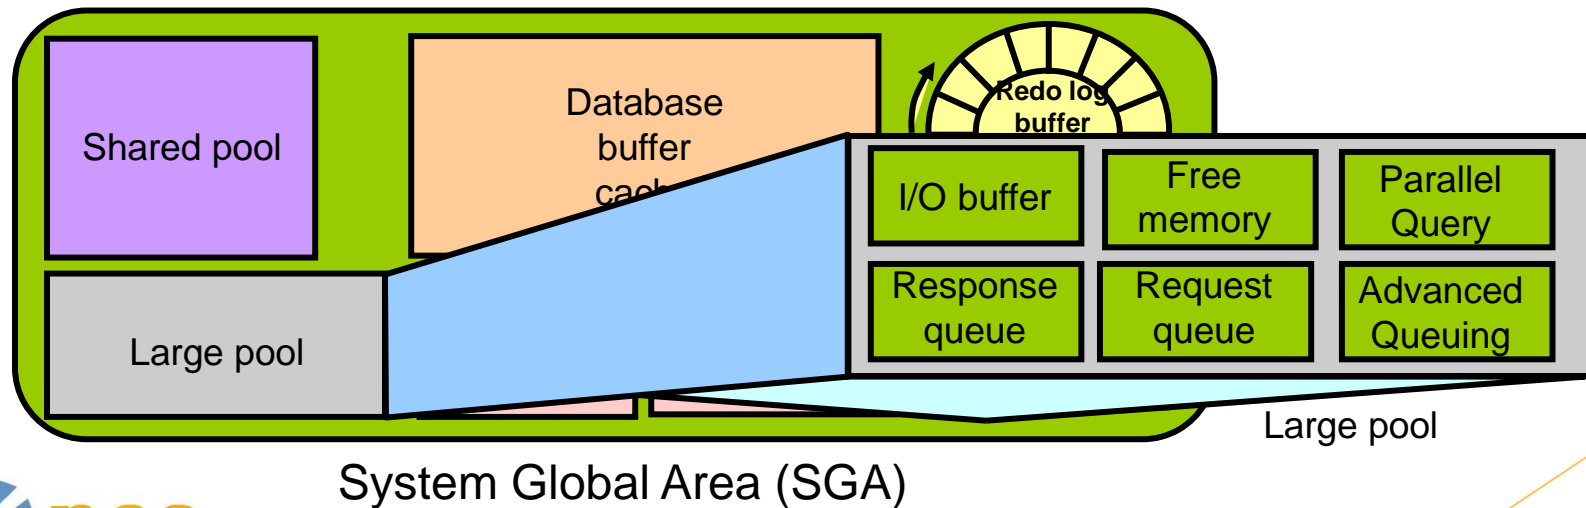 Shared pool
Database
buffer
Redo log
buffer
I/O buffer
Free
memory
Parallel
Query
Large pool
Response
queue
Request
queue
Advanced
Queuing
Large pool
System Global Area (SGA)